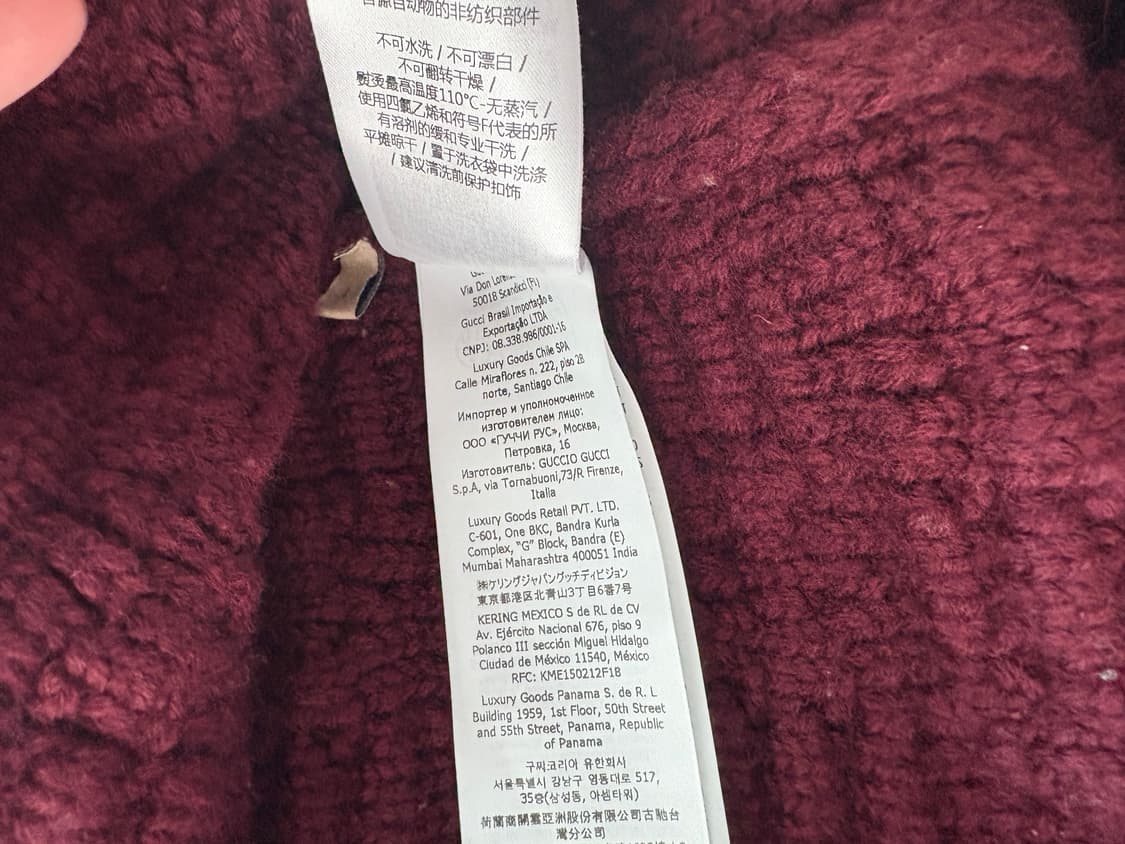 自动物的非纺织部件
不可水洗 / 不可漂白 /
不可翻转干燥 /
熨烫最高温度110°C-无蒸汽 /
使用四氯乙烯和符号F代表的所
有溶剂的缓和专业干洗 /
平摊晾干 / 置于洗衣袋中洗涤
/ 建议清洗前保护扣饰
Via Don
50018 Scandicci (FI)
Gucci Brasil Importação e
Exportação LTDA
CNPJ: 08.338.986/0001-16
Luxury Goods Chile SPA
Calle Miraflores n. 222, piso 28
norte, Santiago Chile
Импортер и уполномоченное
изготовителем лицо:
ООО «ГУЧЧИ РУС», Москва,
Петровка, 16
Изготовитель: GUCCIO GUCCI
S.p.A, via Tornabuoni,73/R Firenze,
Italia
Luxury Goods Retail PVT. LTD.
C-601, One BKC, Bandra Kurla
Complex, "G" Block, Bandra (E)
Mumbai Maharashtra 400051 India
㈱ケリングジャパングッチディビジョン
東京都港区北青山3丁目6番7号
KERING MEXICO S de RL de CV
Av. Ejército Nacional 676, piso 9
Polanco III sección Miguel Hidalgo
Ciudad de México 11540, México
RFC: KME150212F1B
Luxury Goods Panama S. de R. L
Building 1959, 1st Floor, 50th Street
and 55th Street, Panama, Republic
of Panama
구찌코리아 유한회사
서울특별시 강남구 영동대로 517,
35층(삼성동, 아셈타워)
荷蘭商開雲亞洲股份有限公司古馳台
灣分公司